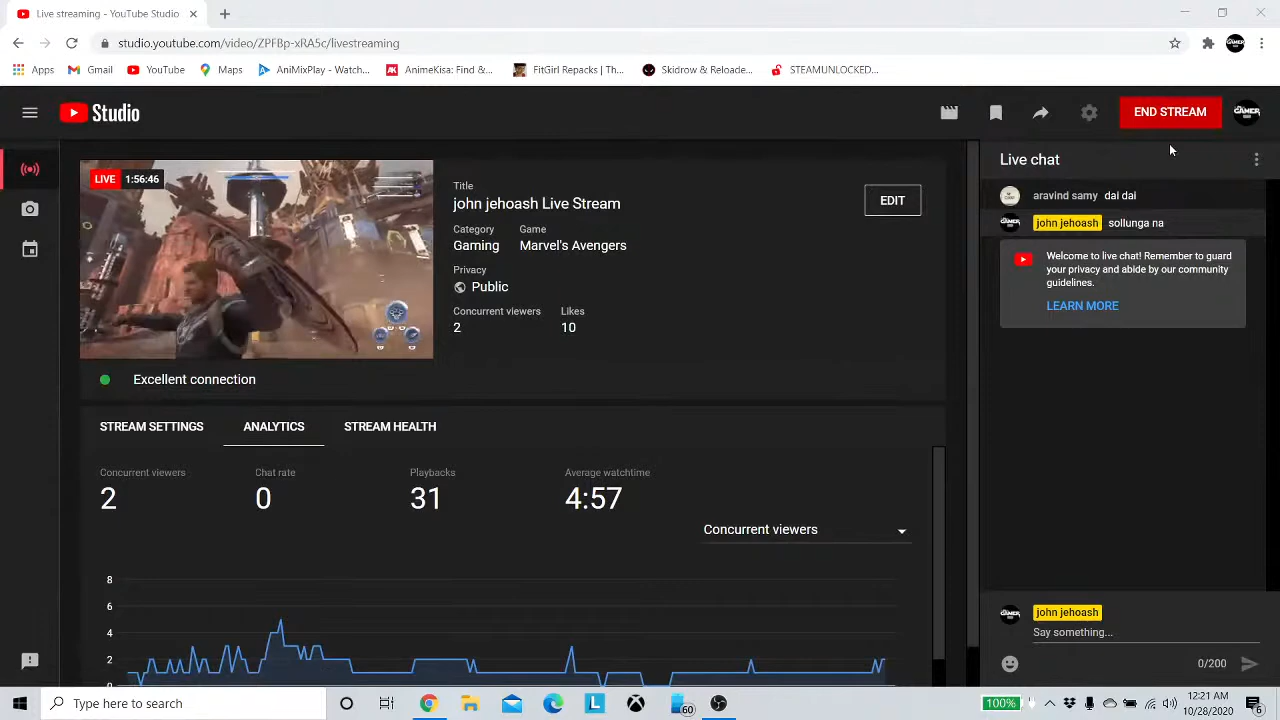 Live streaming - YouTube Studio
studio.youtube.com/video/ZPFBp-xRA5c/livestreaming
Apps Gmail YouTube Maps AniMixPlay - Watch... AnimeKisa: Find &... FitGirl Repacks | Th... Skidrow & Reloade... STEAMUNLOCKED...
Studio
END STREAM
LIVE 1:56:46
Title
john jehoash Live Stream
EDIT
Category Game
Gaming Marvel's Avengers
Privacy
Public
Concurrent viewers Likes
2 10
Excellent connection
STREAM SETTINGS ANALYTICS STREAM HEALTH
Concurrent viewers Chat rate Playbacks Average watchtime
2 0 31 4:57
Concurrent viewers
8
6
4
2
0
Live chat
aravind samy dai dai
john jehoash sollunga na
Welcome to live chat! Remember to guard
your privacy and abide by our community
guidelines.
LEARN MORE
john jehoash
Say something...
0/200
Type here to search
L
60
100%
12:21 AM
10/28/2020
6